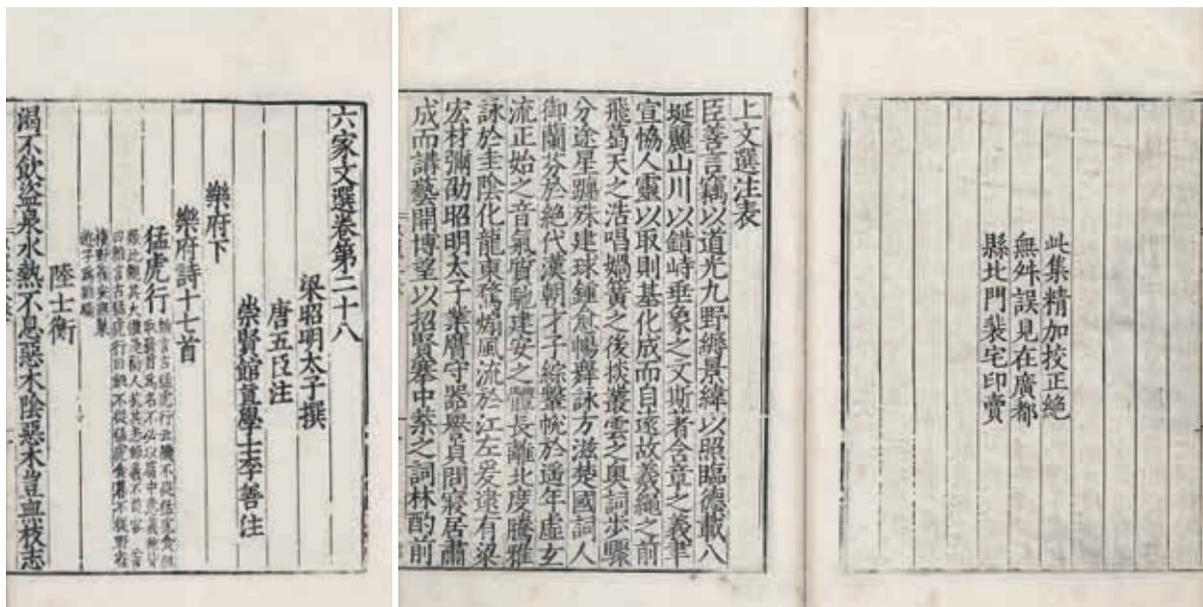 此集精加校正絶
無舛誤見在廣都
縣北門裴宅印賣
上文選注表
臣善言竊以道光九野縟景緯以照臨德載八
埏麗山川以錯峙垂象之文斯著含章之義聿
宣恊人靈以取則基化成而自遠故羲繩之前
飛葛天之浩唱媧簧之後掞叢雲之奥詞步驟
分途星躔殊建球鍾愈暢舞詠方滋楚國詞人
御蘭芬於絶代漢朝才子綜鞶帨於遥年虛玄
流正始之音氣質馳建安之體長離北度騰雅
詠於圭陰化龍東騖煽風流於江左爰逮有梁
宏材彌劭昭明太子業膺守器譽貞問寢居肅
成而講藝開博望以招賢搴中葉之詞林酌前
六家文選卷第二十八
梁昭明太子撰
唐五臣注
崇賢館直學士李善注
樂府下
樂府詩十七首
猛虎行
陸士衡
渴不飲盜泉水熱不息惡木陰惡木豈無枝志